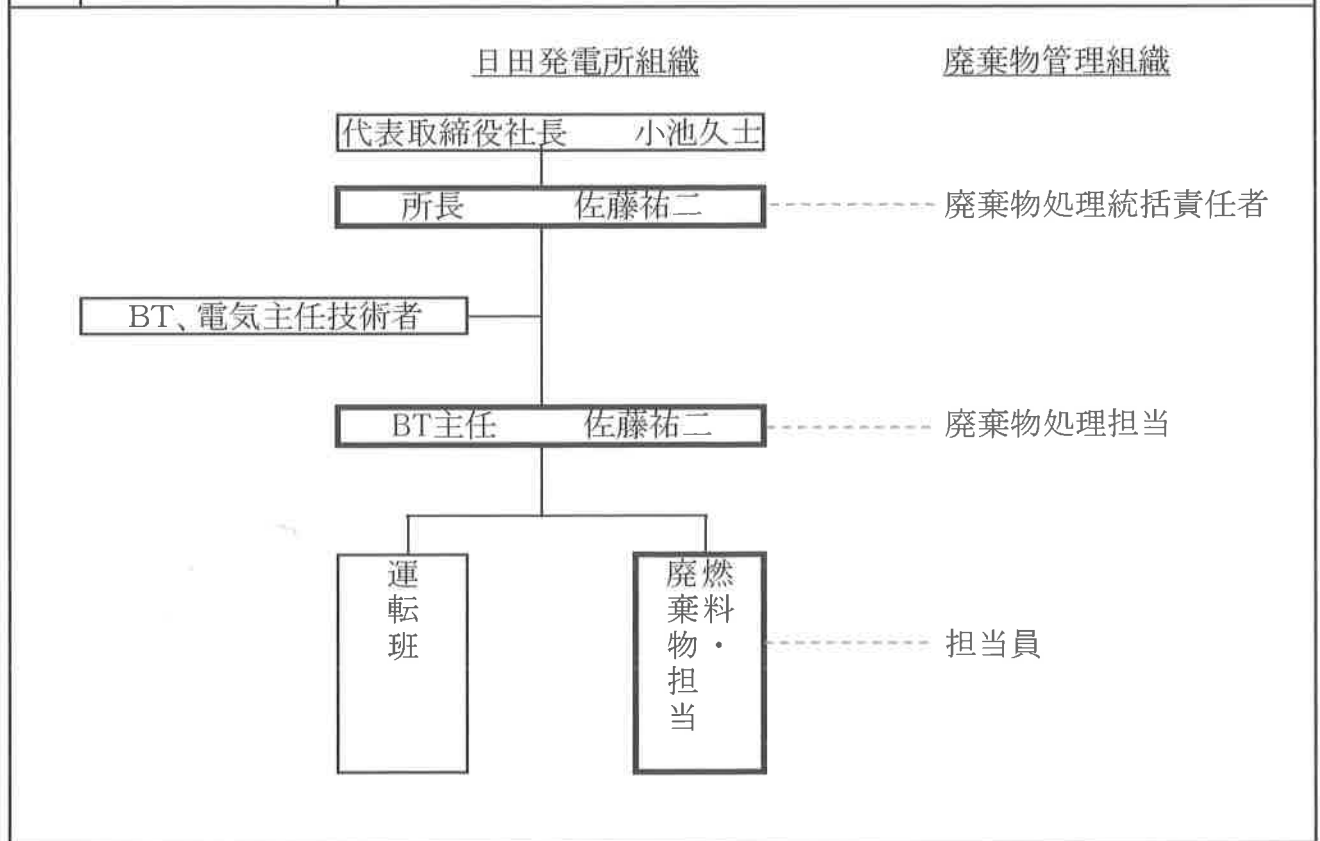 日田発電所組織 廃棄物管理組織
代表取締役社長 小池久士
所長 佐藤祐二 廃棄物処理統括責任者
BT、電気主任技術者
BT主任 佐藤祐二 廃棄物処理担当
運転班
燃料・
廃棄物担当
担当員